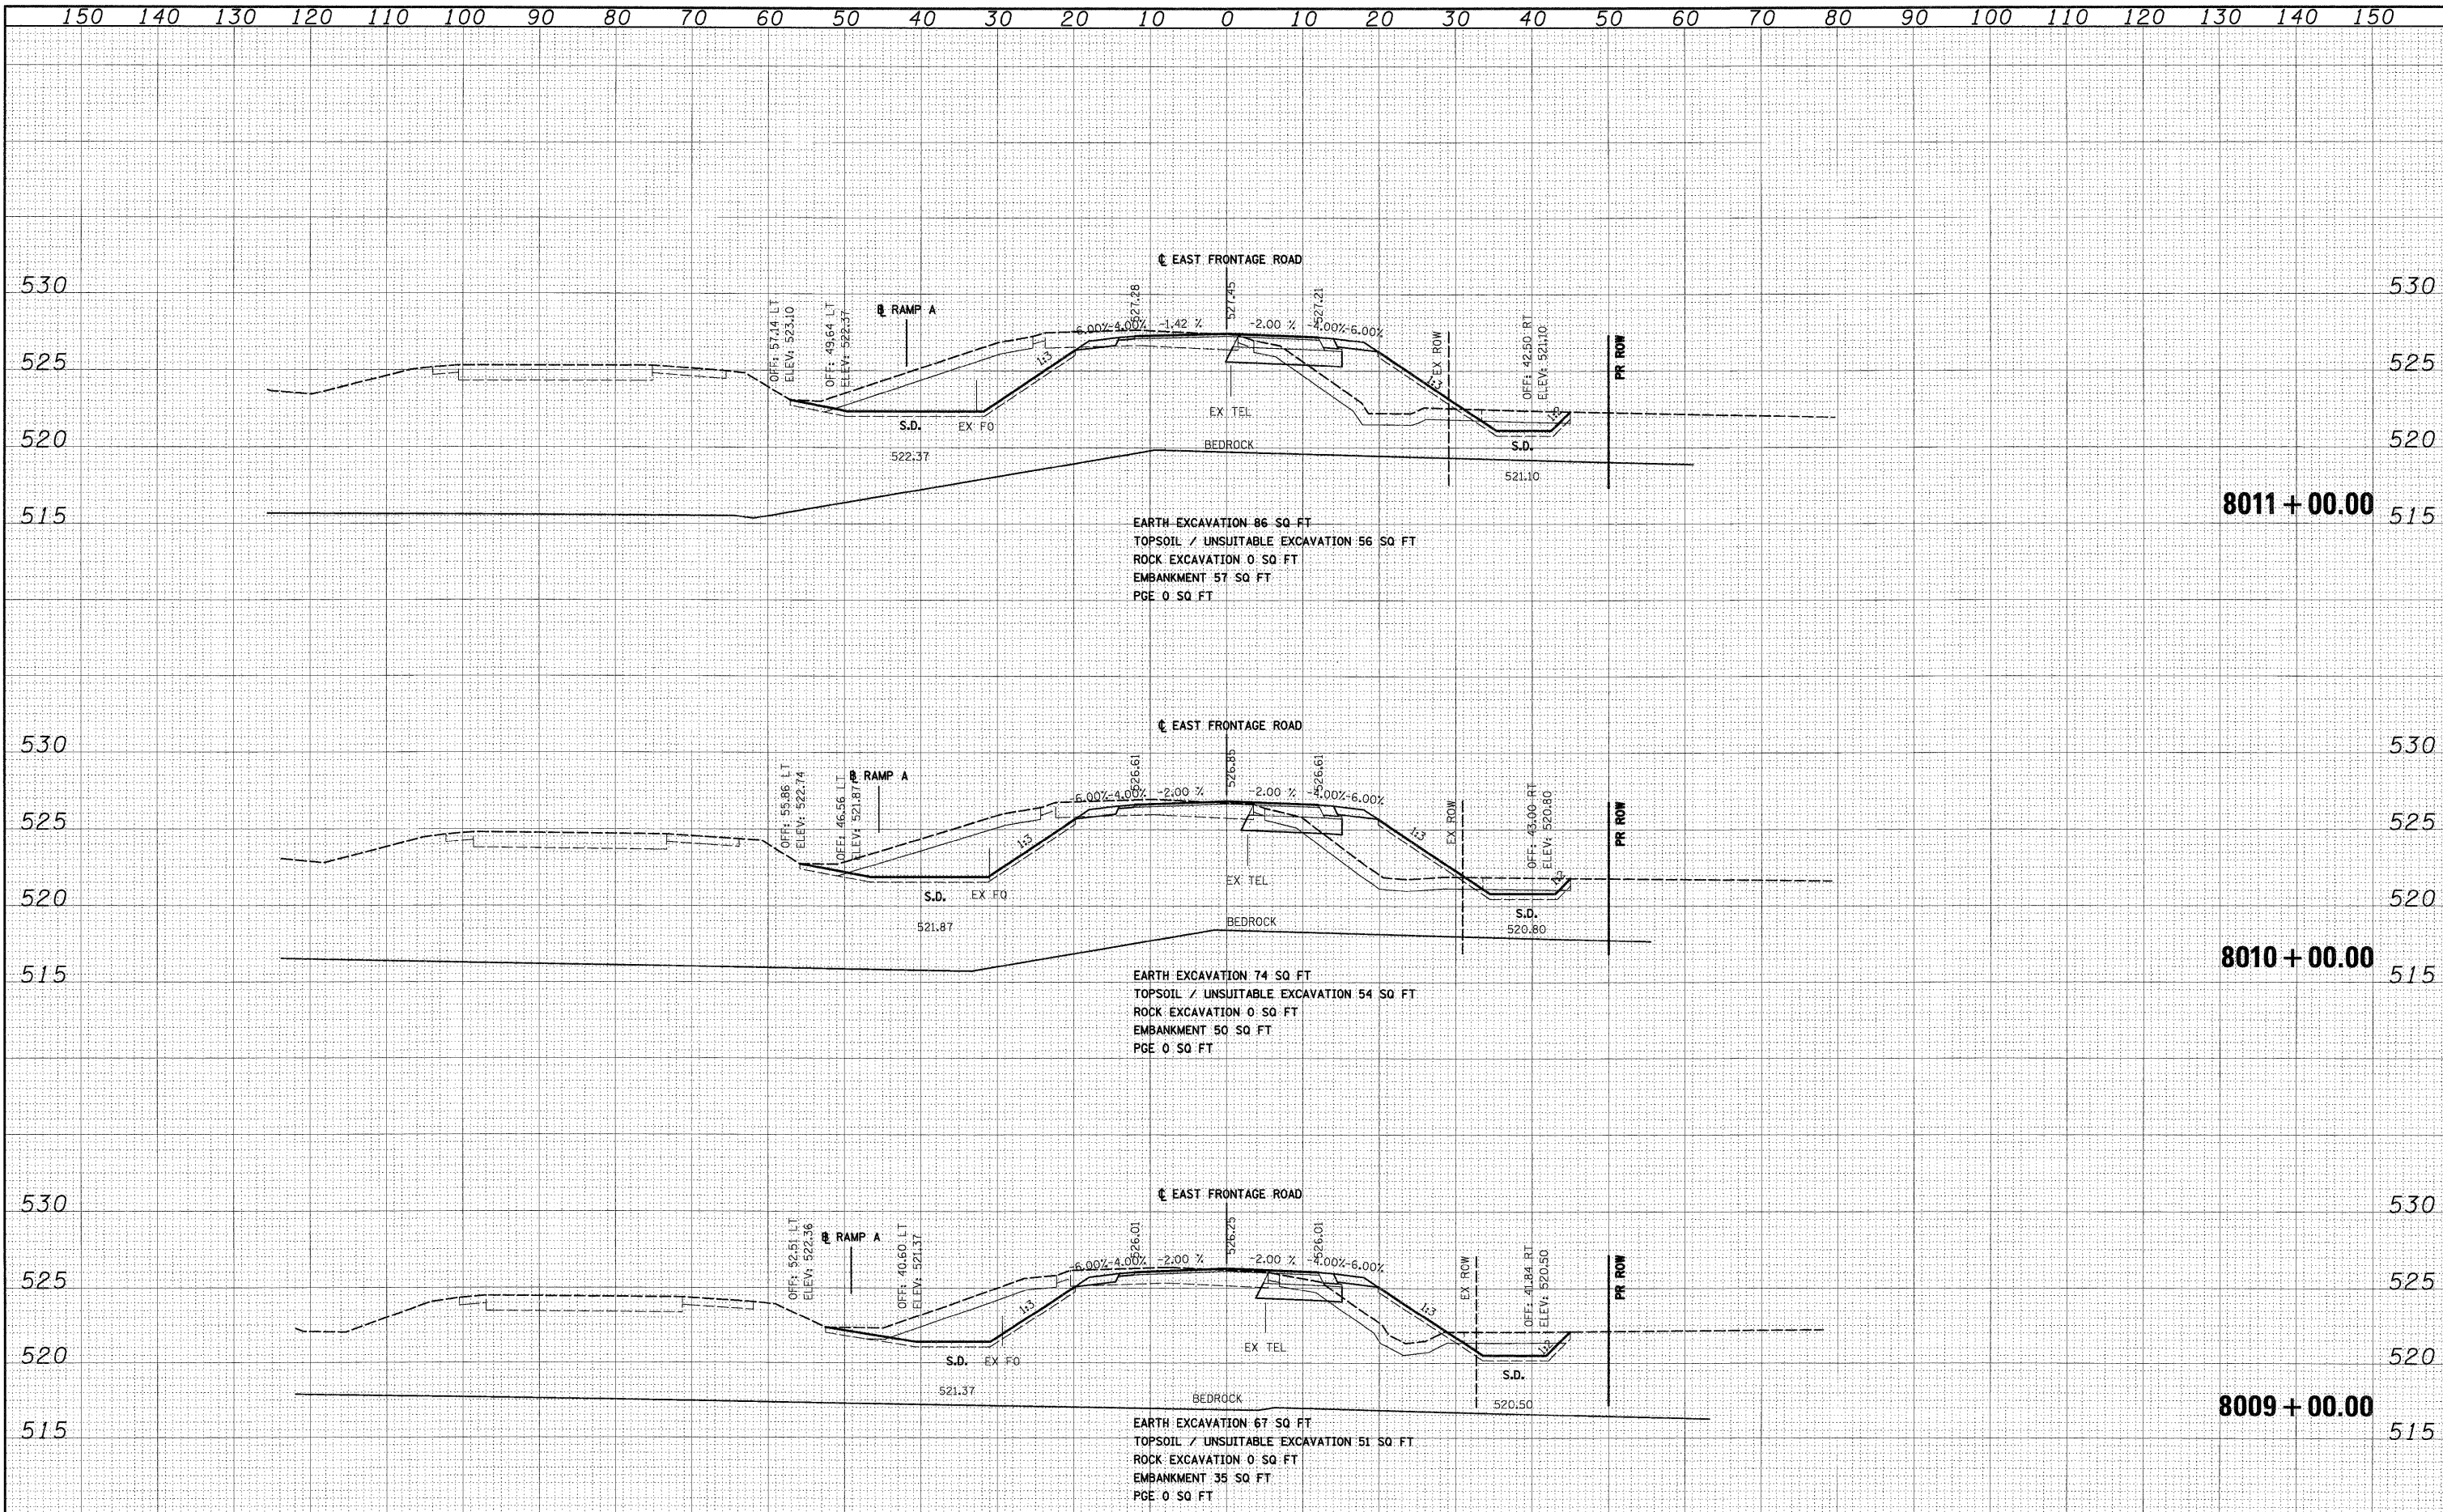 150 140 130 120 110 100 90 80 70 60 50 40 30 20 10 0 10 20 30 40 50 60 70 80 90 100 110 120 130 140 150
℄ EAST FRONTAGE ROAD
530 530
OFF: 57.14 LT
ELEV: 523.10
OFF: 49.64 LT
ELEV: 522.37
RAMP A
527.28
527.45
527.21
-6.00% -4.00% -1.42 % -2.00 % -4.00% -6.00%
EX ROW
OFF: 42.50 RT
ELEV: 521.10
PR ROW
525 525
1:3
1:3
1:2
EX TEL
S.D. EX FO
520 520
BEDROCK
S.D.
522.37
521.10
8011 + 00.00
515 515
EARTH EXCAVATION 86 SQ FT
TOPSOIL / UNSUITABLE EXCAVATION 56 SQ FT
ROCK EXCAVATION 0 SQ FT
EMBANKMENT 57 SQ FT
PGE 0 SQ FT
℄ EAST FRONTAGE ROAD
530 530
OFF: 55.86 LT
ELEV: 522.74
OFF: 46.56 LT
ELEV: 521.87
RAMP A
526.61
526.85
526.61
-6.00% -4.00% -2.00 % -2.00 % -4.00% -6.00%
EX ROW
OFF: 43.00 RT
ELEV: 520.80
PR ROW
525 525
1:3
1:3
1:2
EX TEL
S.D. EX FO
520 520
BEDROCK
S.D.
521.87
520.80
8010 + 00.00
515 515
EARTH EXCAVATION 74 SQ FT
TOPSOIL / UNSUITABLE EXCAVATION 54 SQ FT
ROCK EXCAVATION 0 SQ FT
EMBANKMENT 50 SQ FT
PGE 0 SQ FT
℄ EAST FRONTAGE ROAD
530 530
OFF: 52.51 LT
ELEV: 522.36
RAMP A
OFF: 40.60 LT
ELEV: 521.37
526.01
526.25
526.01
-6.00% -4.00% -2.00 % -2.00 % -4.00% -6.00%
EX ROW
OFF: 41.84 RT
ELEV: 520.50
PR ROW
525 525
1:3
1:3
1:2
EX TEL
S.D. EX FO
520 520
S.D.
521.37
BEDROCK
520.50
8009 + 00.00
515 515
EARTH EXCAVATION 67 SQ FT
TOPSOIL / UNSUITABLE EXCAVATION 51 SQ FT
ROCK EXCAVATION 0 SQ FT
EMBANKMENT 35 SQ FT
PGE 0 SQ FT